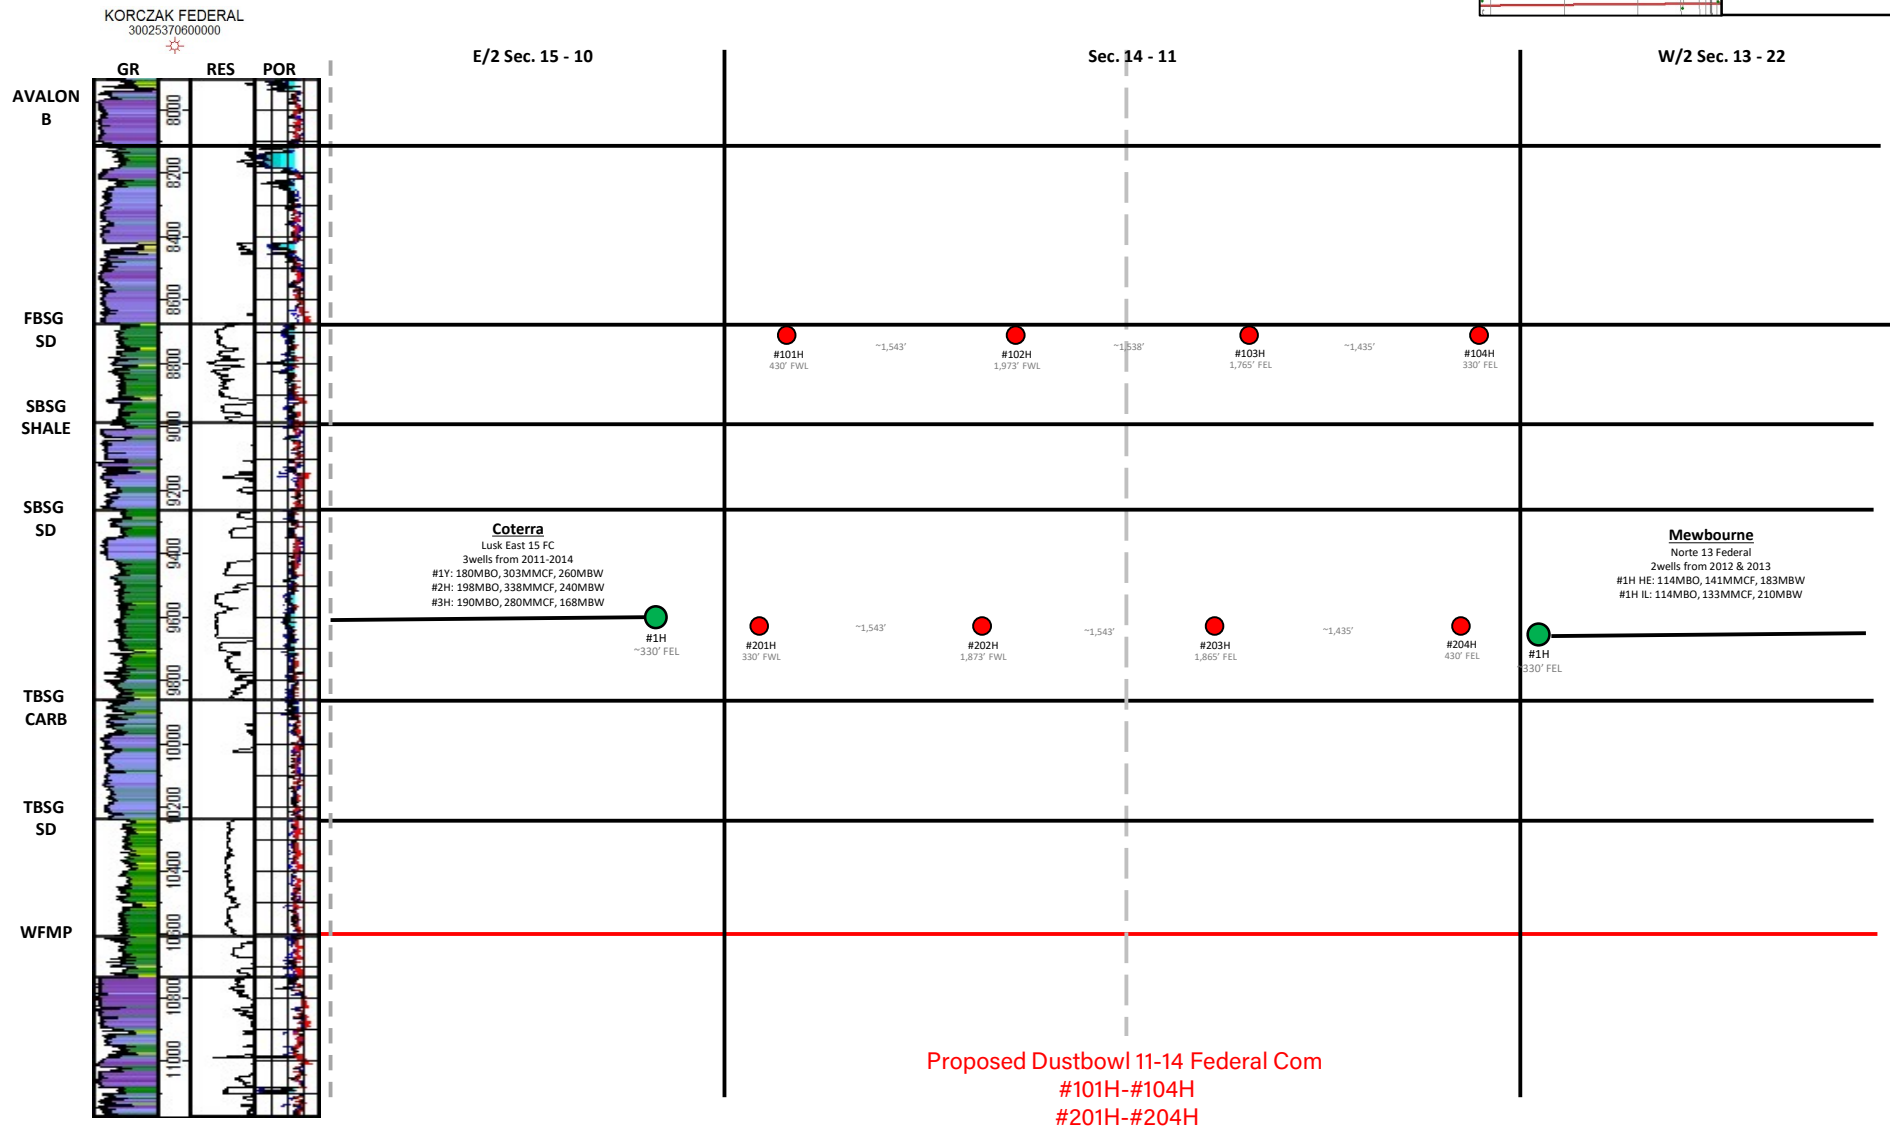 KORCZAK FEDERAL
30025370600000
GR RES POR
E/2 Sec. 15 - 10
Sec. 14 - 11
W/2 Sec. 13 - 22
AVALON
B
FBSG
SD
SBSG
SHALE
SBSG
SD
TBSG
CARB
TBSG
SD
WFMP
8000
8200
8400
8600
8800
9000
9200
9400
9600
9800
10000
10200
10400
10600
10800
11000
#101H
430' FWL
~1,543'
#102H
1,973' FWL
~1,538'
#103H
1,765' FEL
~1,435'
#104H
330' FEL
Coterra
Lusk East 15 FC
3wells from 2011-2014
#1Y: 180MBO, 303MMCF, 260MBW
#2H: 198MBO, 338MMCF, 240MBW
#3H: 190MBO, 280MMCF, 168MBW
#1H
~330' FEL
#201H
330' FWL
~1,543'
#202H
1,873' FWL
~1,543'
#203H
1,865' FEL
~1,435'
#204H
430' FEL
Mewbourne
Norte 13 Federal
2wells from 2012 & 2013
#1H HE: 114MBO, 141MMCF, 183MBW
#1H IL: 114MBO, 133MMCF, 210MBW
#1H
330' FEL
Proposed Dustbowl 11-14 Federal Com
#101H-#104H
#201H-#204H